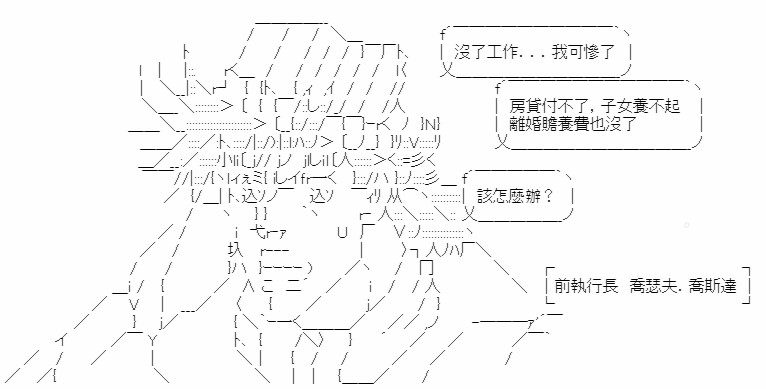 沒了工作...我可慘了
房貸付不了,子女養不起
離婚贍養費也沒了
該怎麼辦?
前執行長 喬瑟夫.喬斯達